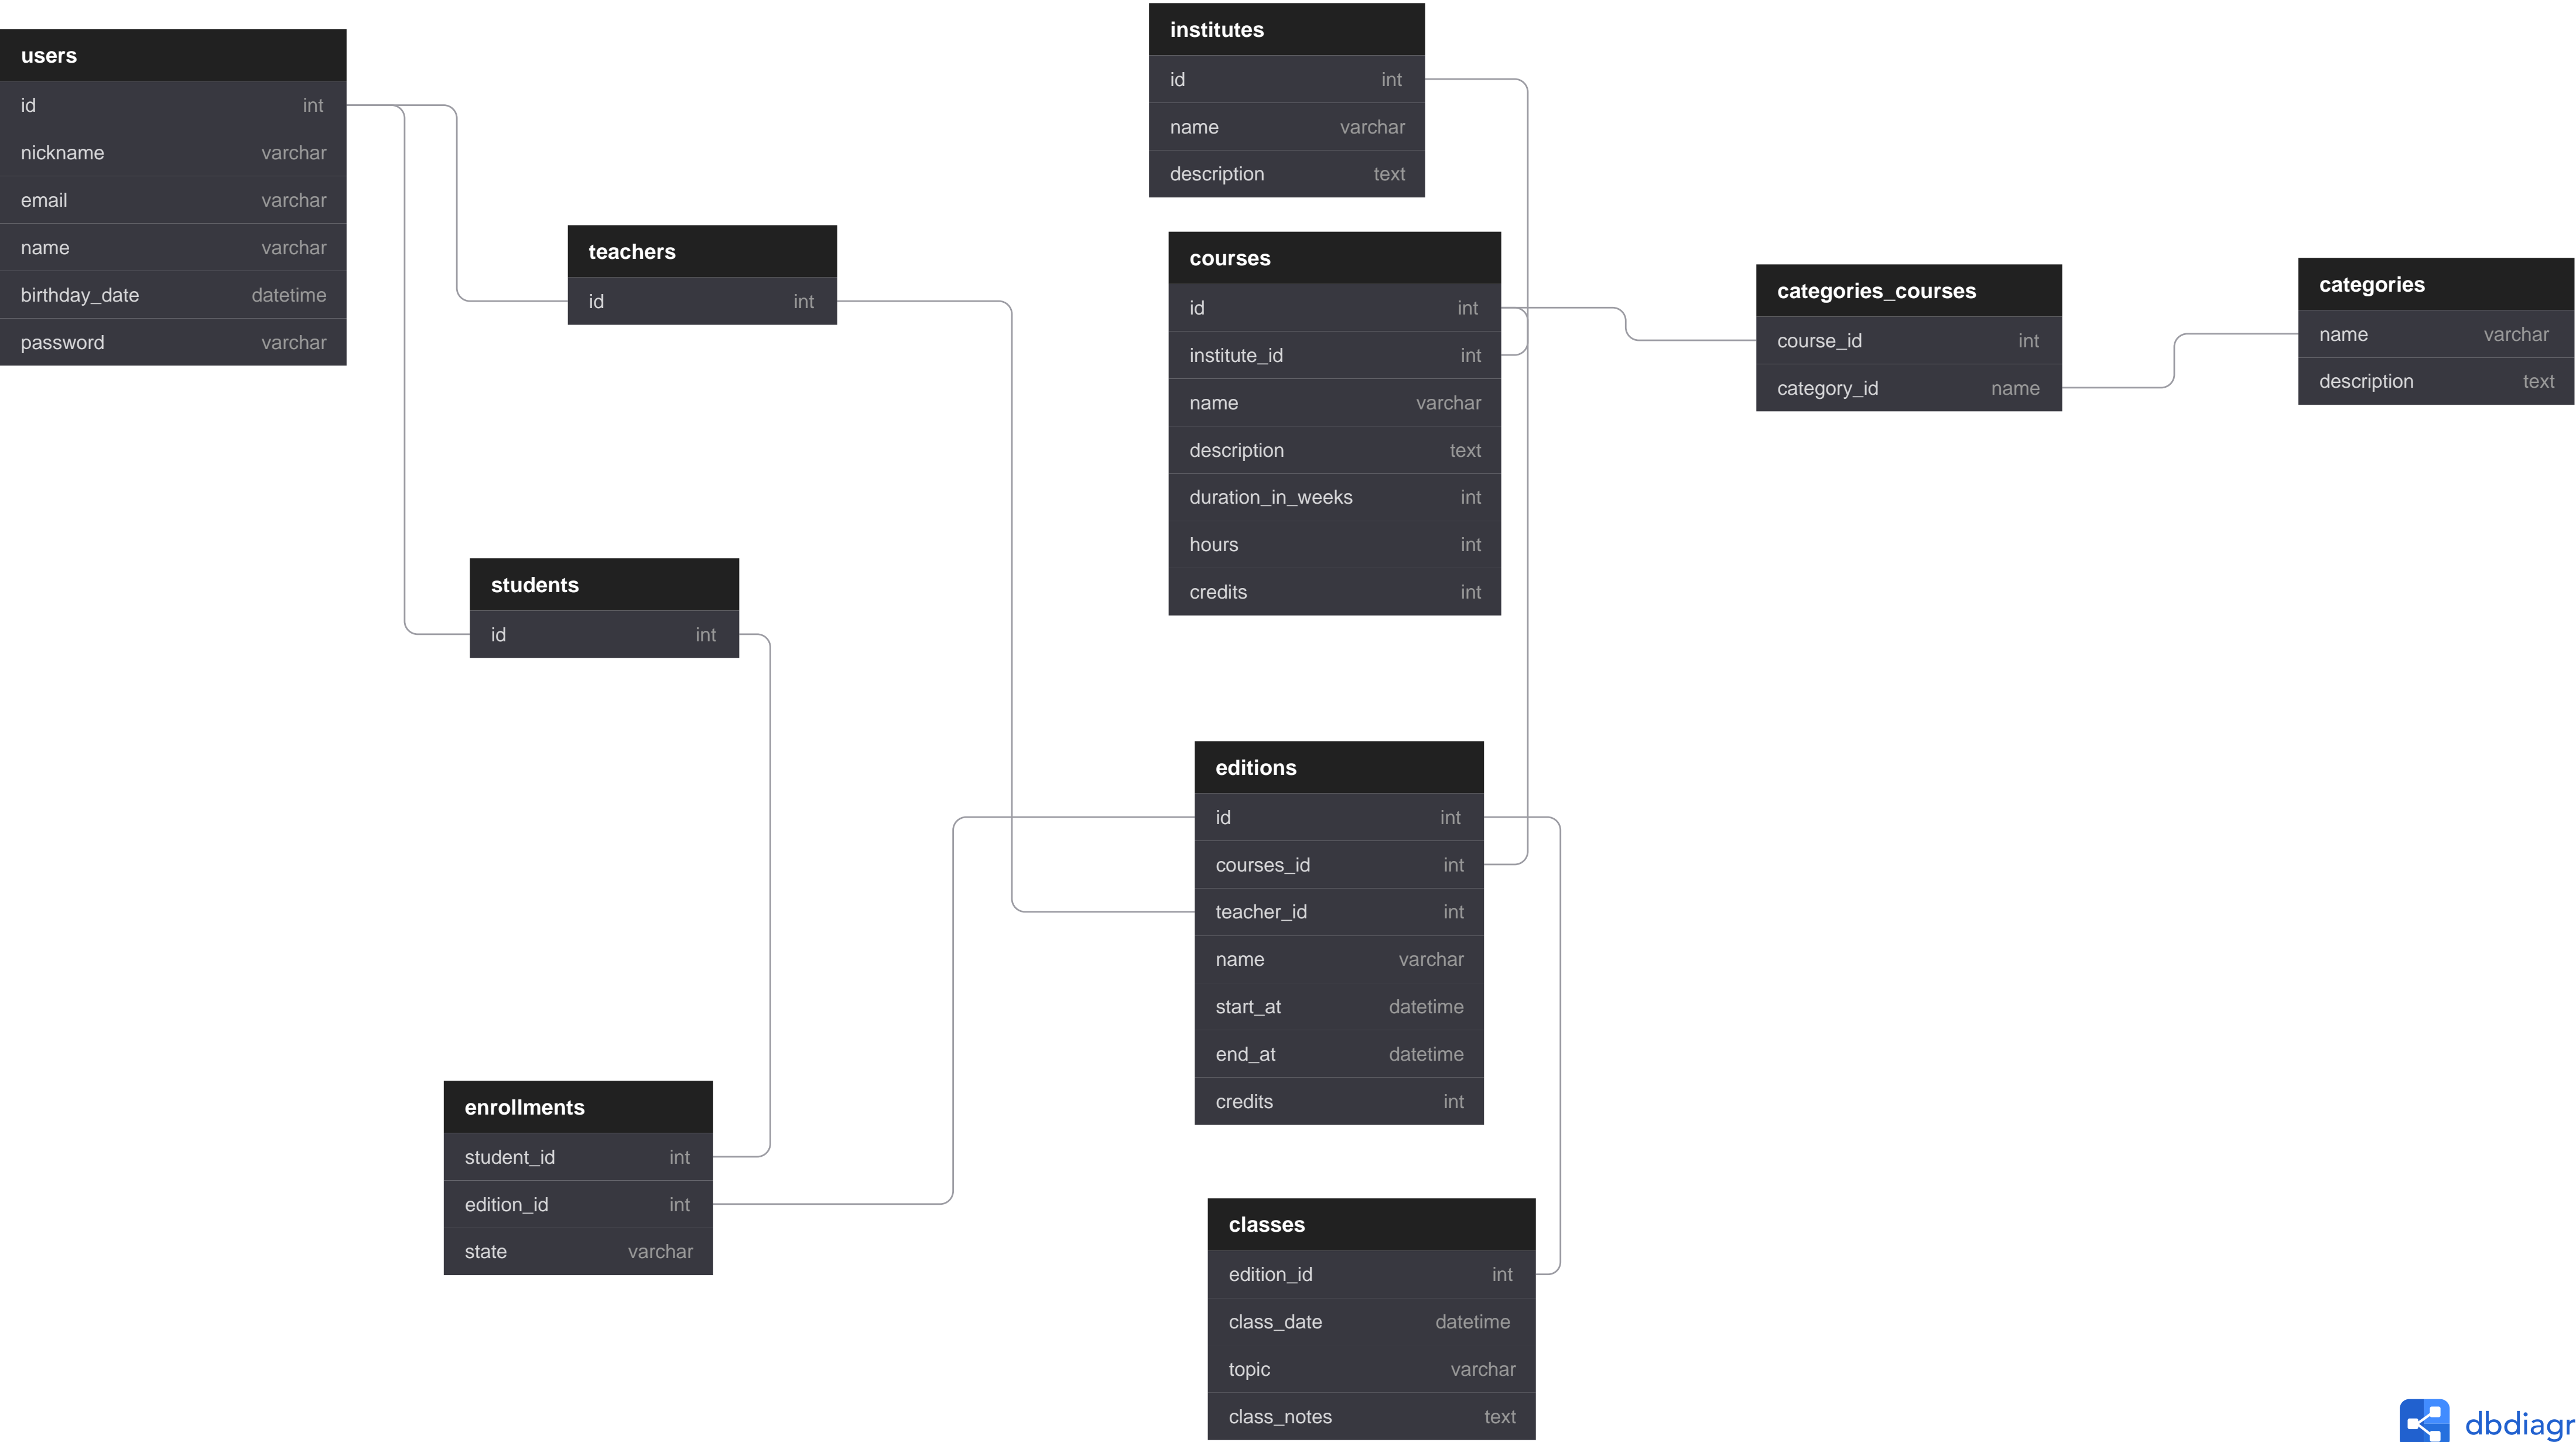 users
id int
nickname varchar
email varchar
name varchar
birthday_date datetime
password varchar
teachers
id int
students
id int
enrollments
student_id int
edition_id int
state varchar
institutes
id int
name varchar
description text
courses
id int
institute_id int
name varchar
description text
duration_in_weeks int
hours int
credits int
editions
id int
courses_id int
teacher_id int
name varchar
start_at datetime
end_at datetime
credits int
classes
edition_id int
class_date datetime
topic varchar
class_notes text
categories_courses
course_id int
category_id name
categories
name varchar
description text
dbdiagr